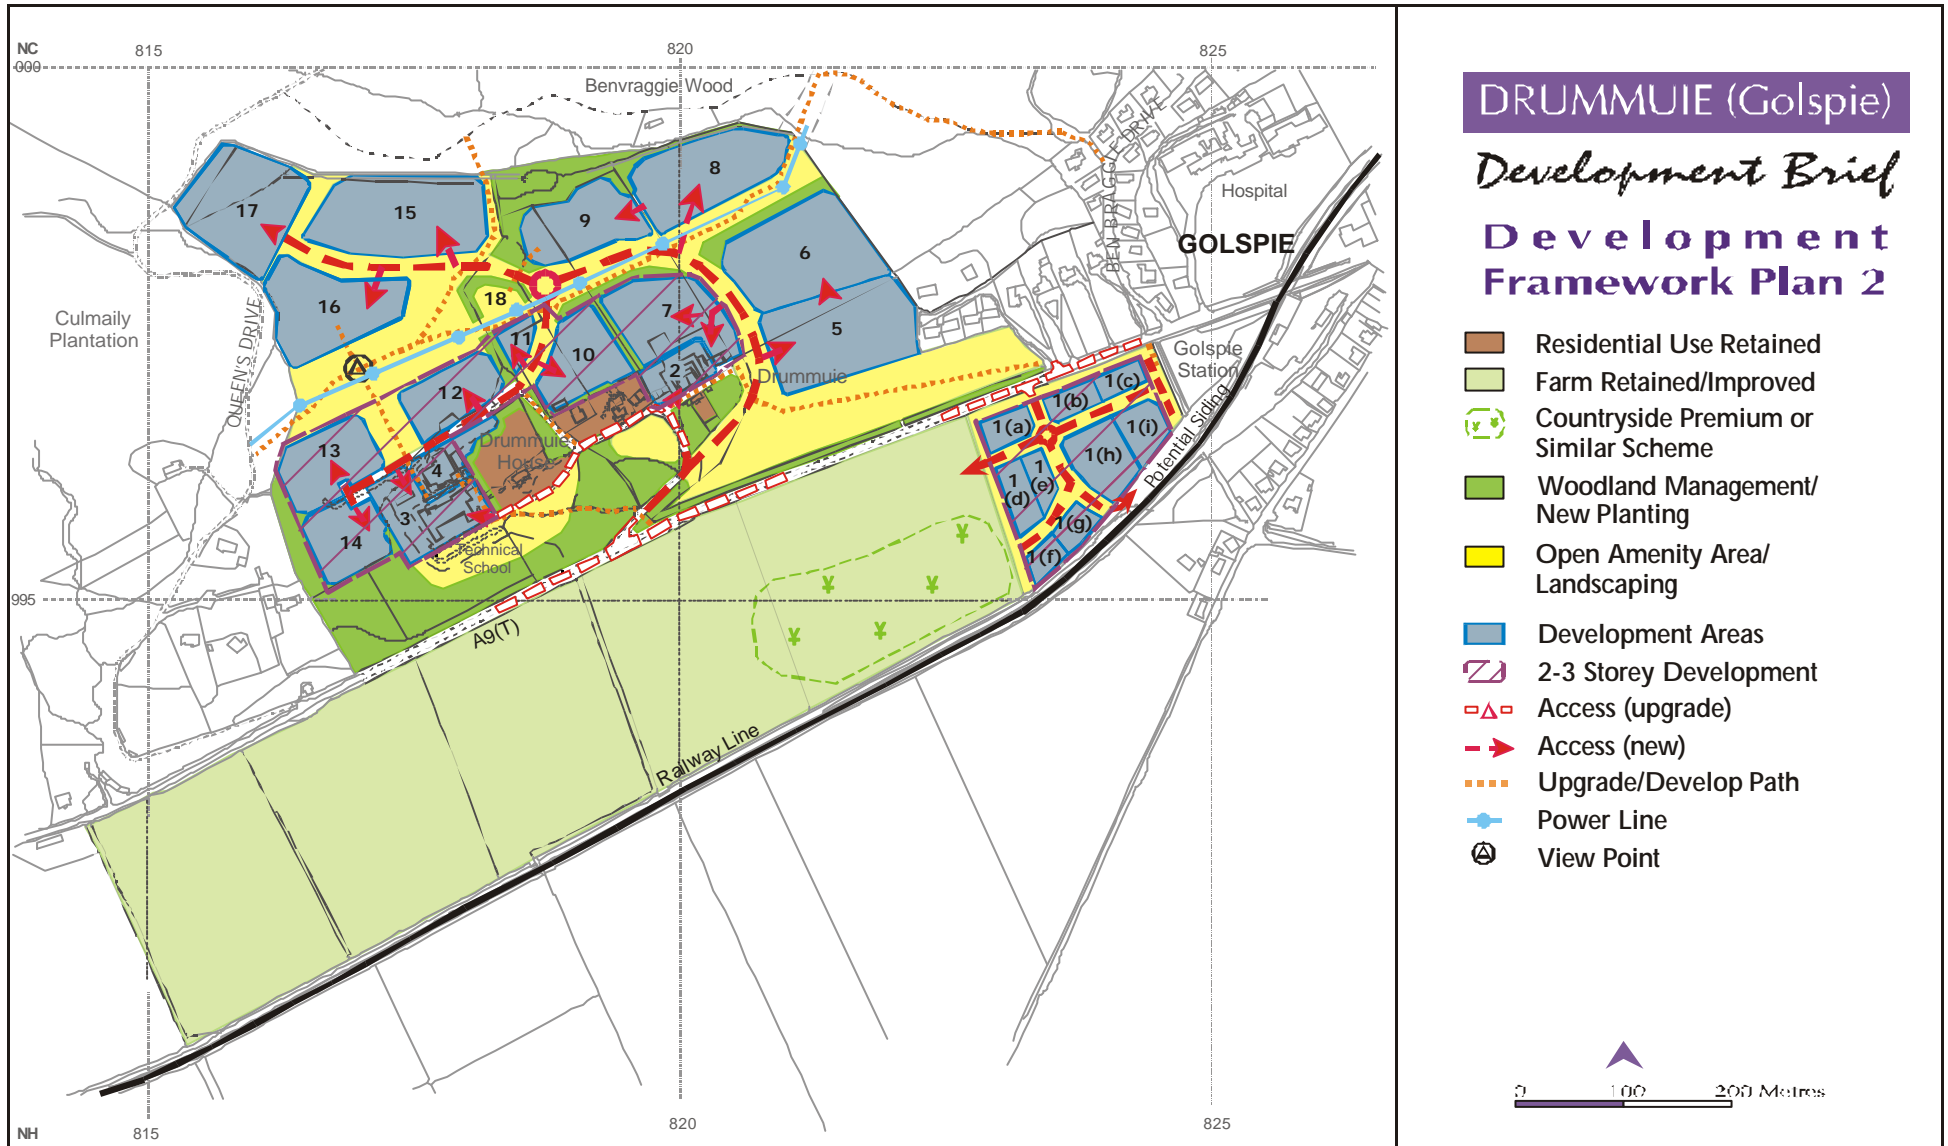 NC
815
820
825
000
Benvraggie Wood
BEN BRAGGIE DRIVE
Hospital
GOLSPIE
8
17
15
9
6
18
16
7
5
11
10
Culmaily
Plantation
QUEEN'S DRIVE
Golspie
Station
2
Drummuie
12
1(c)
1(b)
1(a)
1(i)
13
Drummuie
House
4
1(h)
1
(e)
1
(d)
Potential Siding
3
1(g)
14
Technical
School
1(f)
995
A9(T)
Railway Line
NH
815
820
825
DRUMMUIE (Golspie)
Development Brief
Development
Framework Plan 2
Residential Use Retained
Farm Retained/Improved
Countryside Premium or
Similar Scheme
Woodland Management/
New Planting
Open Amenity Area/
Landscaping
Development Areas
2-3 Storey Development
Access (upgrade)
Access (new)
Upgrade/Develop Path
Power Line
View Point
0 100 200 Metres